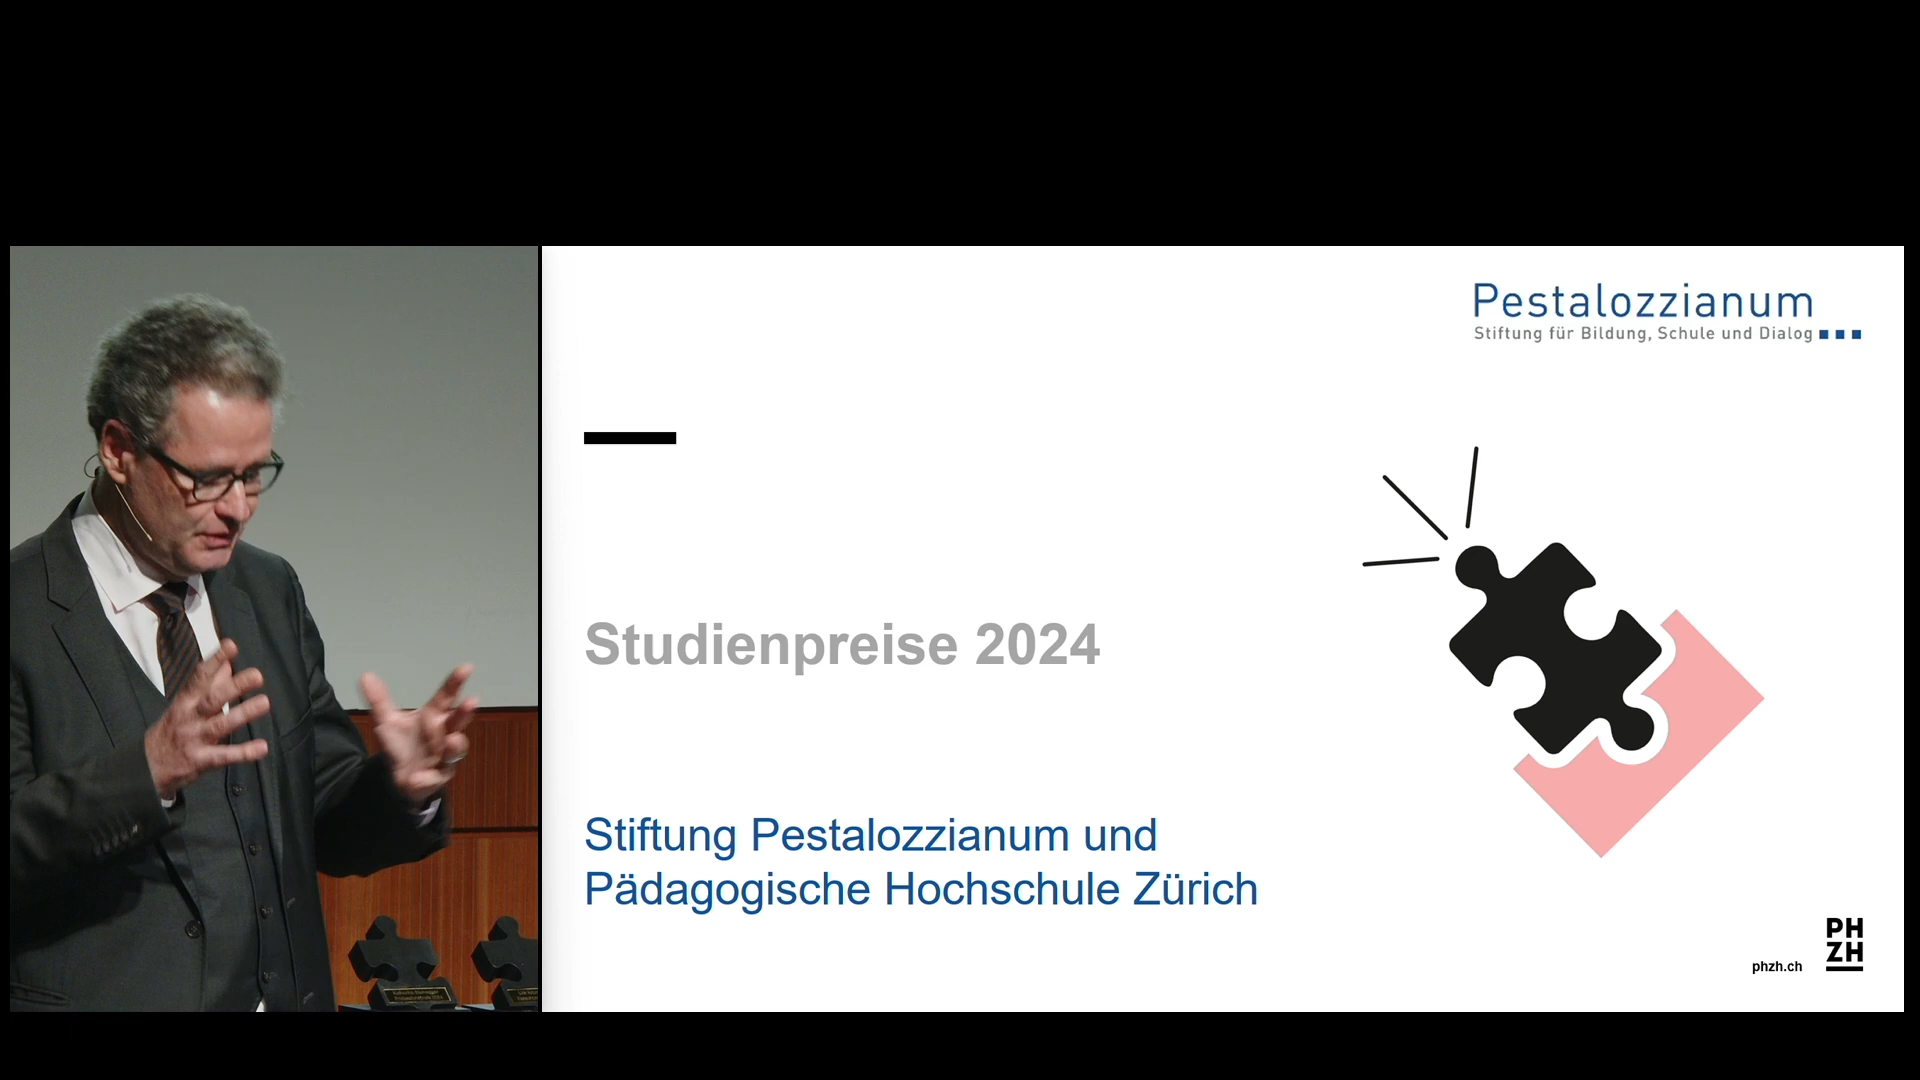 Pestalozzianum
Stiftung für Bildung, Schule und Dialog
Studienpreise 2024
Stiftung Pestalozzianum und
Pädagogische Hochschule Zürich
phzh.ch
PH
ZH